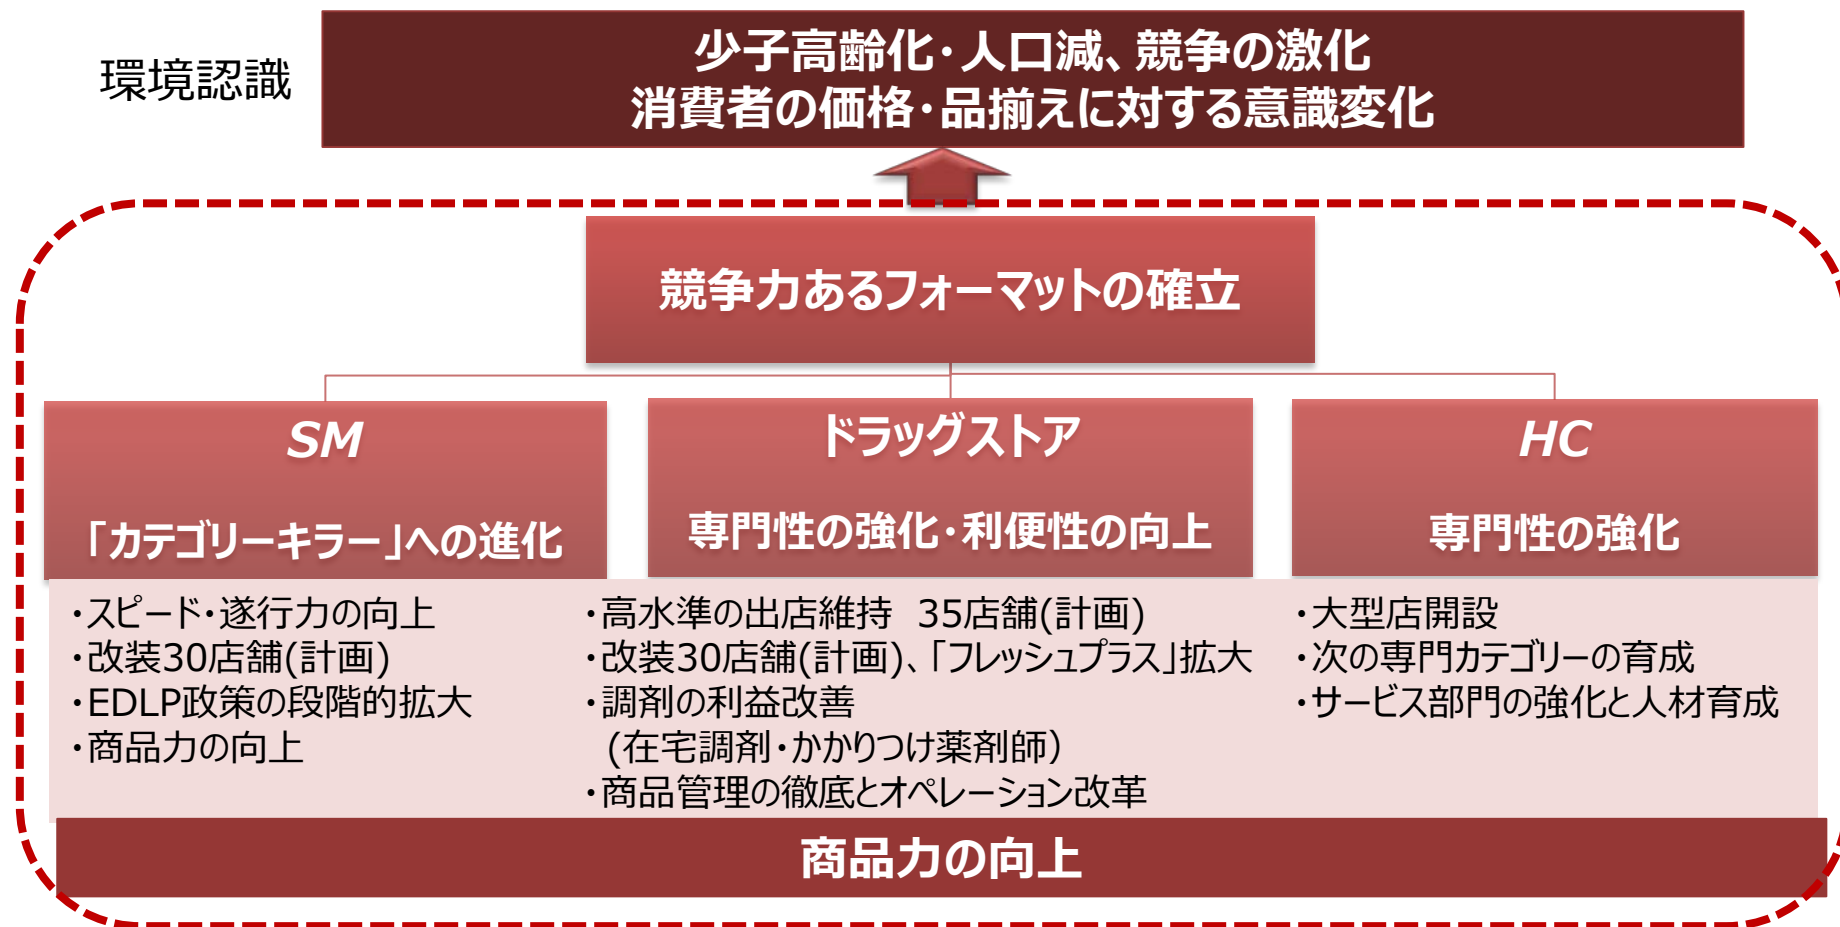 環境認識
少子高齢化・人口減、競争の激化
消費者の価格・品揃えに対する意識変化
競争力あるフォーマットの確立
SM
「カテゴリーキラー」への進化
・スピード・遂行力の向上
・改装30店舗(計画)
・EDLP政策の段階的拡大
・商品力の向上
ドラッグストア
専門性の強化・利便性の向上
・高水準の出店維持　35店舗(計画)
・改装30店舗(計画)、「フレッシュプラス」拡大
・調剤の利益改善
(在宅調剤・かかりつけ薬剤師）
・商品管理の徹底とオペレーション改革
HC
専門性の強化
・大型店開設
・次の専門カテゴリーの育成
・サービス部門の強化と人材育成
商品力の向上